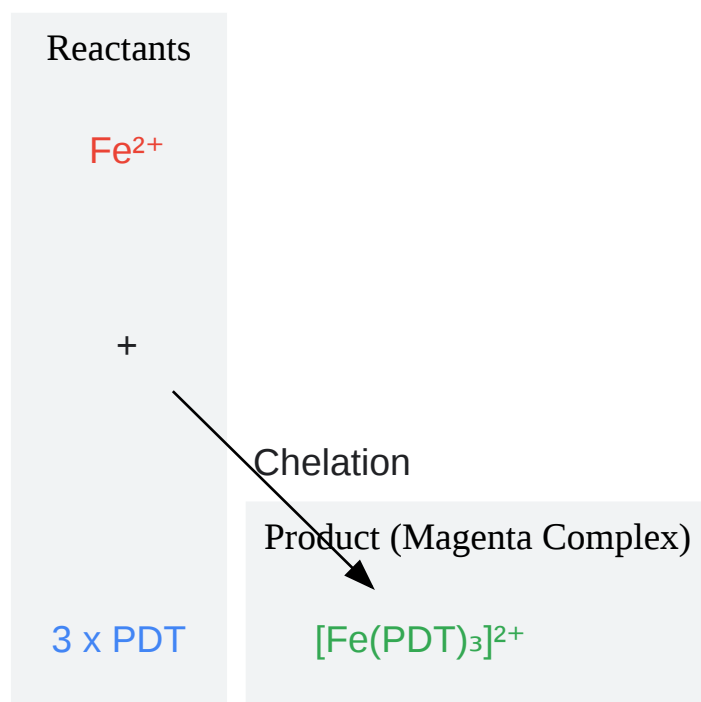 Reactants
Fe²⁺
+
Chelation
Product (Magenta Complex)
3 x PDT
[Fe(PDT)₃]²⁺